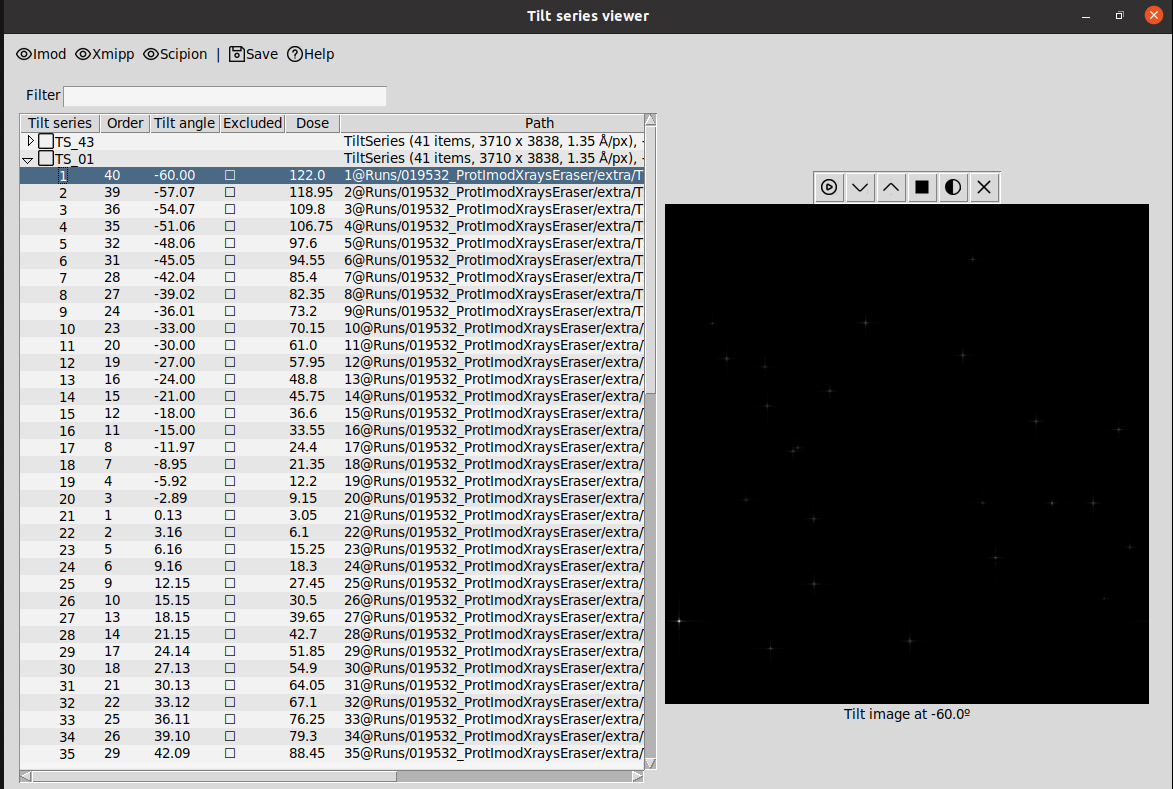 Tilt series viewer
Imod Xmipp Scipion | Save Help
Filter
Tilt series Order Tilt angle Excluded Dose Path
TS_43 TiltSeries (41 items, 3710 x 3838, 1.35 Å/px),
TS_01 TiltSeries (41 items, 3710 x 3838, 1.35 Å/px),
1 40 -60.00 122.0 1@Runs/019532_ProtImodXraysEraser/extra/T
2 39 -57.07 118.95 2@Runs/019532_ProtImodXraysEraser/extra/T
3 36 -54.07 109.8 3@Runs/019532_ProtImodXraysEraser/extra/T
4 35 -51.06 106.75 4@Runs/019532_ProtImodXraysEraser/extra/T
5 32 -48.06 97.6 5@Runs/019532_ProtImodXraysEraser/extra/T
6 31 -45.05 94.55 6@Runs/019532_ProtImodXraysEraser/extra/T
7 28 -42.04 85.4 7@Runs/019532_ProtImodXraysEraser/extra/T
8 27 -39.02 82.35 8@Runs/019532_ProtImodXraysEraser/extra/T
9 24 -36.01 73.2 9@Runs/019532_ProtImodXraysEraser/extra/T
10 23 -33.00 70.15 10@Runs/019532_ProtImodXraysEraser/extra/
11 20 -30.00 61.0 11@Runs/019532_ProtImodXraysEraser/extra/
12 19 -27.00 57.95 12@Runs/019532_ProtImodXraysEraser/extra/
13 16 -24.00 48.8 13@Runs/019532_ProtImodXraysEraser/extra/
14 15 -21.00 45.75 14@Runs/019532_ProtImodXraysEraser/extra/
15 12 -18.00 36.6 15@Runs/019532_ProtImodXraysEraser/extra/
16 11 -15.00 33.55 16@Runs/019532_ProtImodXraysEraser/extra/
17 8 -11.97 24.4 17@Runs/019532_ProtImodXraysEraser/extra/
18 7 -8.95 21.35 18@Runs/019532_ProtImodXraysEraser/extra/
19 4 -5.92 12.2 19@Runs/019532_ProtImodXraysEraser/extra/
20 3 -2.89 9.15 20@Runs/019532_ProtImodXraysEraser/extra/
21 1 0.13 3.05 21@Runs/019532_ProtImodXraysEraser/extra/
22 2 3.16 6.1 22@Runs/019532_ProtImodXraysEraser/extra/
23 5 6.16 15.25 23@Runs/019532_ProtImodXraysEraser/extra/
24 6 9.16 18.3 24@Runs/019532_ProtImodXraysEraser/extra/
25 9 12.15 27.45 25@Runs/019532_ProtImodXraysEraser/extra/
26 10 15.15 30.5 26@Runs/019532_ProtImodXraysEraser/extra/
27 13 18.15 39.65 27@Runs/019532_ProtImodXraysEraser/extra/
28 14 21.15 42.7 28@Runs/019532_ProtImodXraysEraser/extra/
29 17 24.14 51.85 29@Runs/019532_ProtImodXraysEraser/extra/
30 18 27.13 54.9 30@Runs/019532_ProtImodXraysEraser/extra/
31 21 30.13 64.05 31@Runs/019532_ProtImodXraysEraser/extra/
32 22 33.12 67.1 32@Runs/019532_ProtImodXraysEraser/extra/
33 25 36.11 76.25 33@Runs/019532_ProtImodXraysEraser/extra/
34 26 39.10 79.3 34@Runs/019532_ProtImodXraysEraser/extra/
35 29 42.09 88.45 35@Runs/019532_ProtImodXraysEraser/extra/
Tilt image at -60.0º